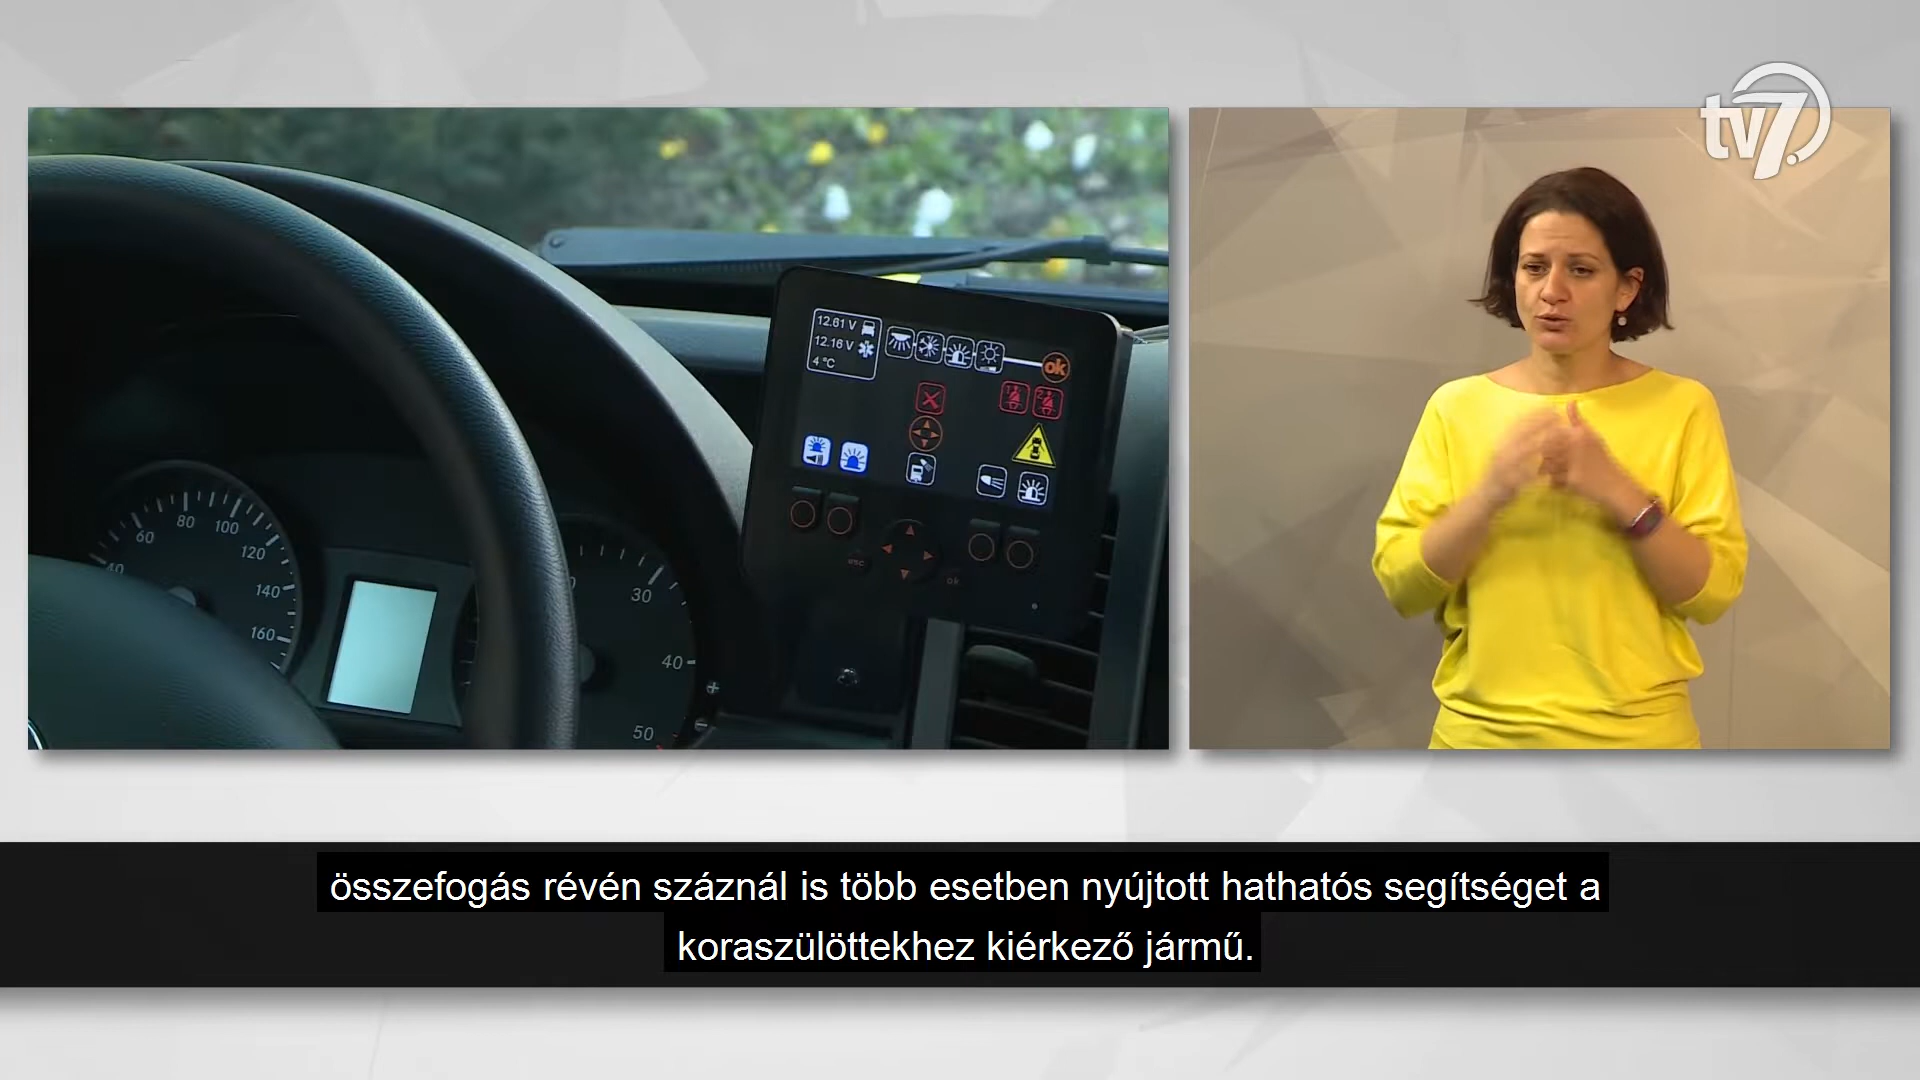 tv7
12.61 V
12.16 V
4 °C
ok
60
80
100
120
40
140
160
30
40
50
esc
ok
összefogás révén száznál is több esetben nyújtott hathatós segítséget a
koraszülöttekhez kiérkező jármű.